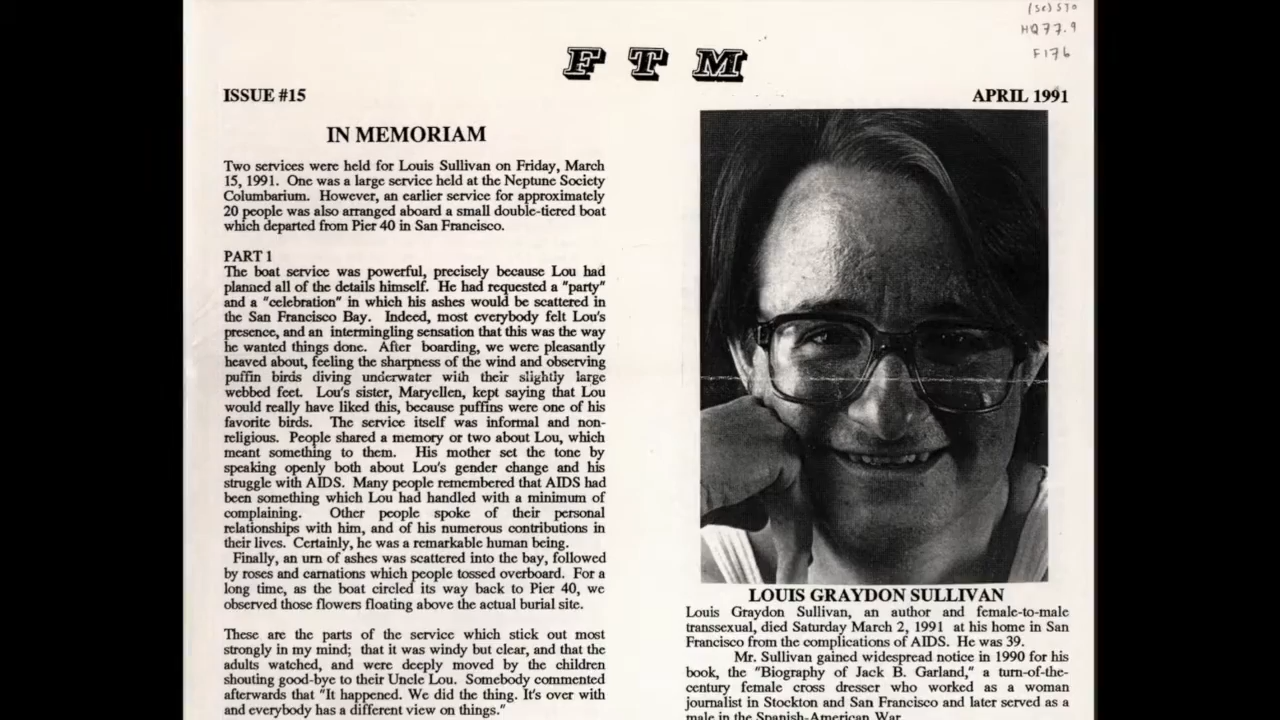 (Sc) STO
HQ77.9
F176
F T M
ISSUE #15
APRIL 1991
IN MEMORIAM
Two services were held for Louis Sullivan on Friday, March
15, 1991. One was a large service held at the Neptune Society
Columbarium. However, an earlier service for approximately
20 people was also arranged aboard a small double-tiered boat
which departed from Pier 40 in San Francisco.
PART 1
The boat service was powerful, precisely because Lou had
planned all of the details himself. He had requested a "party"
and a "celebration" in which his ashes would be scattered in
the San Francisco Bay. Indeed, most everybody felt Lou's
presence, and an intermingling sensation that this was the way
he wanted things done. After boarding, we were pleasantly
heaved about, feeling the sharpness of the wind and observing
puffin birds diving underwater with their slightly large
webbed feet. Lou's sister, Maryellen, kept saying that Lou
would really have liked this, because puffins were one of his
favorite birds. The service itself was informal and non-
religious. People shared a memory or two about Lou, which
meant something to them. His mother set the tone by
speaking openly both about Lou's gender change and his
struggle with AIDS. Many people remembered that AIDS had
been something which Lou had handled with a minimum of
complaining. Other people spoke of their personal
relationships with him, and of his numerous contributions in
their lives. Certainly, he was a remarkable human being.
Finally, an urn of ashes was scattered into the bay, followed
by roses and carnations which people tossed overboard. For a
long time, as the boat circled its way back to Pier 40, we
observed those flowers floating above the actual burial site.
These are the parts of the service which stick out most
strongly in my mind; that it was windy but clear, and that the
adults watched, and were deeply moved by the children
shouting good-bye to their Uncle Lou. Somebody commented
afterwards that "It happened. We did the thing. It's over with
and everybody has a different view on things."
LOUIS GRAYDON SULLIVAN
Louis Graydon Sullivan, an author and female-to-male
transsexual, died Saturday March 2, 1991 at his home in San
Francisco from the complications of AIDS. He was 39.
Mr. Sullivan gained widespread notice in 1990 for his
book, the "Biography of Jack B. Garland," a turn-of-the-
century female cross dresser who worked as a woman
journalist in Stockton and San Francisco and later served as a
male in the Spanish-American War.